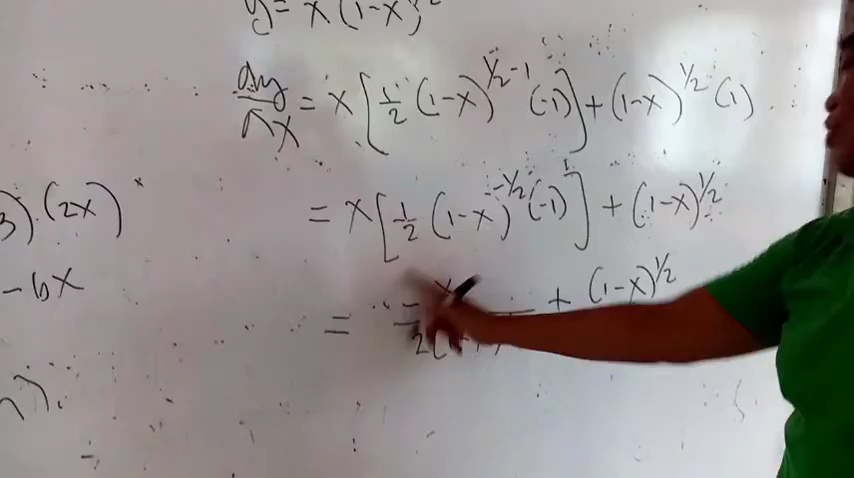 y = x(1-x)
dy/dx = x[1/2 (1-x)^{1/2-1} (-1)] + (1-x)^{1/2} (1)
3).(2x)
= x[1/2 (1-x)^{-1/2} (-1)] + (1-x)^{1/2}
-6x
= -x / 2(1-x) + (1-x)^{1/2}